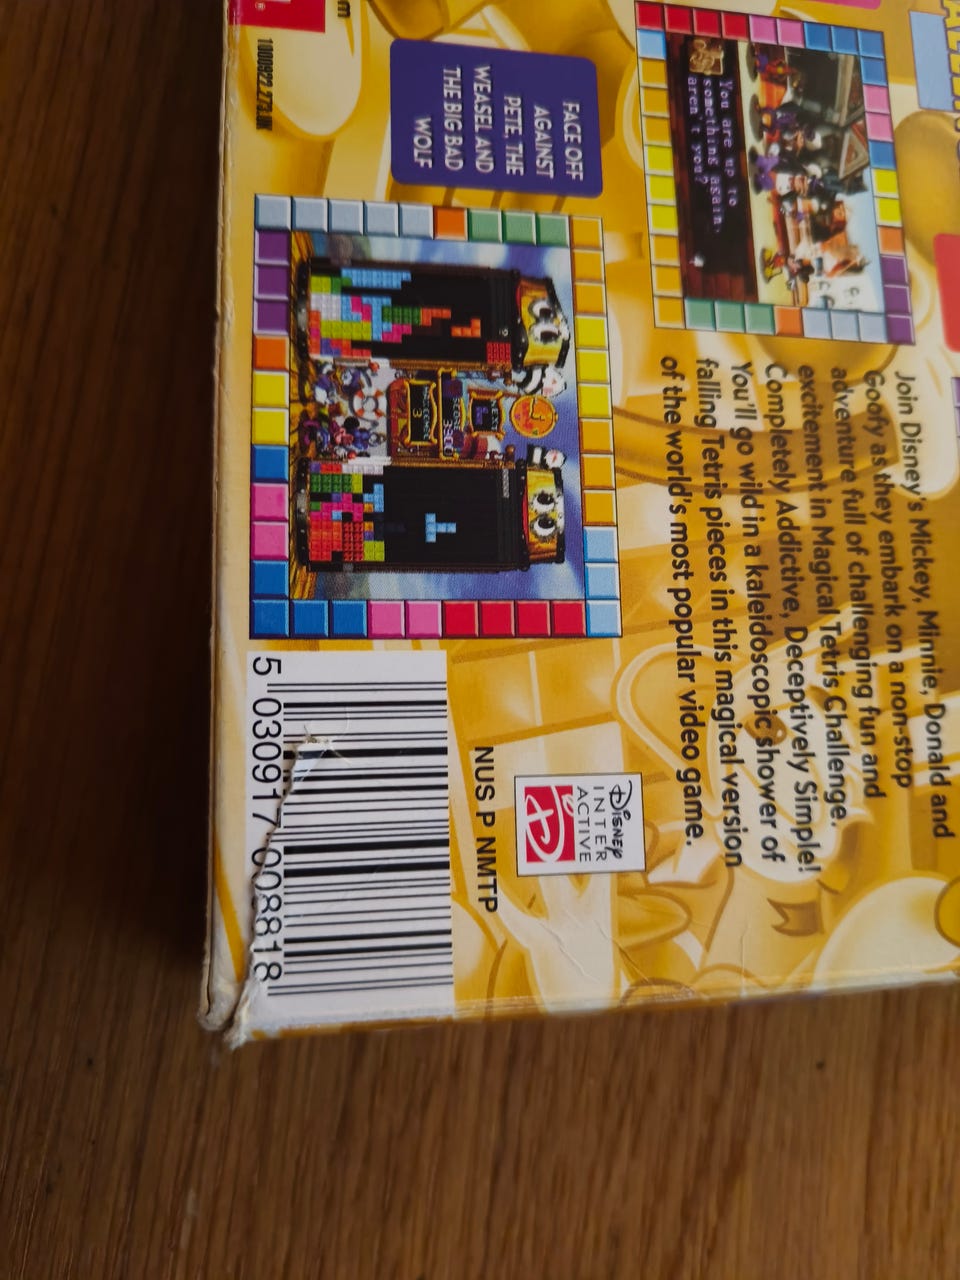 You are up to
something again,
aren't you?
Join Disney's Mickey, Minnie, Donald and
Goofy as they embark on a non-stop
adventure full of challenging fun and
excitement in Magical Tetris Challenge.
Completely Addictive, Deceptively Simple!
You'll go wild in a kaleidoscopic shower of
falling Tetris pieces in this magical version
of the world's most popular video game.
FACE OFF
AGAINST
PETE, THE
WEASEL AND
THE BIG BAD
WOLF
NEXT
SCORE
3
DISNEY
INTER
ACTIVE
NUS P NMTP
5 030917 008818